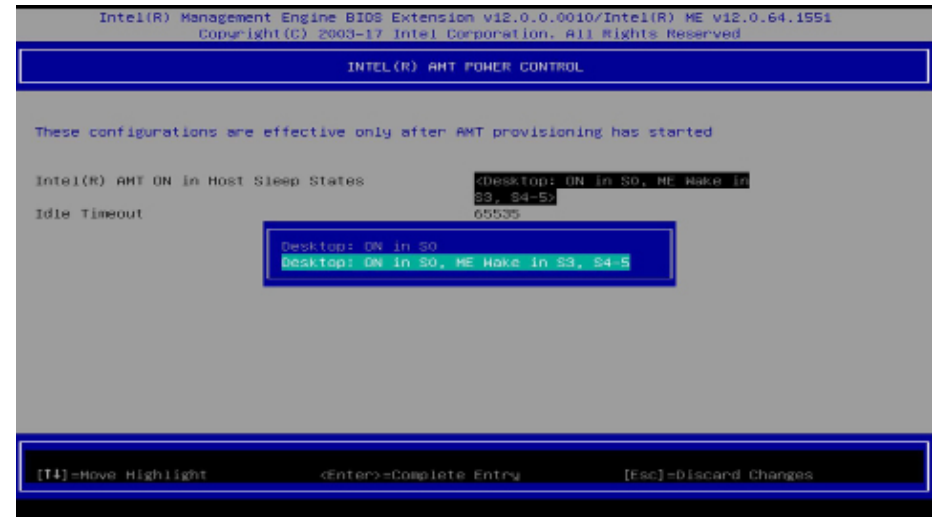 Intel(R) Management Engine BIOS Extension v12.0.0.0010/Intel(R) ME v12.0.64.1551
Copyright(C) 2003-17 Intel Corporation. All Rights Reserved
INTEL(R) AMT POWER CONTROL
These configurations are effective only after AMT provisioning has started
Intel(R) AMT ON in Host Sleep States <Desktop: ON in S0, ME Wake in
S3, S4-5>
Idle Timeout 65535
Desktop: ON in S0
Desktop: ON in S0, ME Wake in S3, S4-5
[↑↓]=Move Highlight <Enter>=Complete Entry [Esc]=Discard Changes